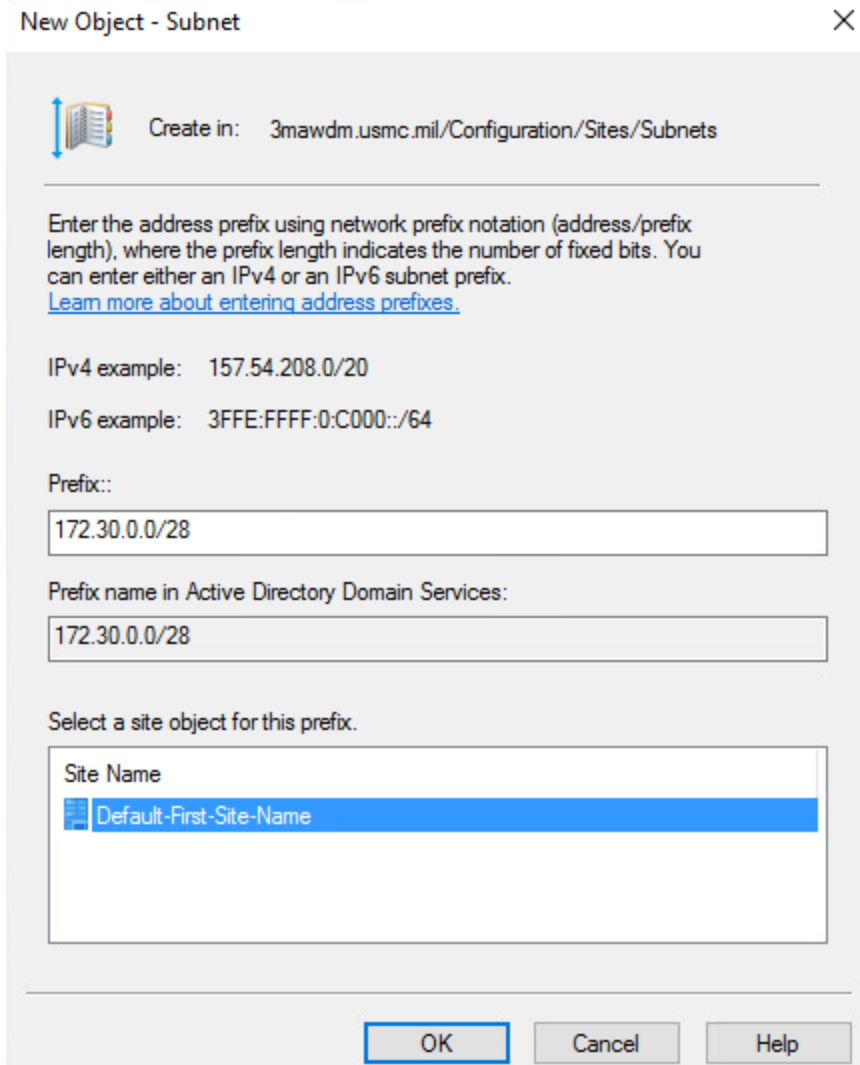 New Object - Subnet
Create in: 3mawdm.usmc.mil/Configuration/Sites/Subnets
Enter the address prefix using network prefix notation (address/prefix
length), where the prefix length indicates the number of fixed bits. You
can enter either an IPv4 or an IPv6 subnet prefix.
Learn more about entering address prefixes.
IPv4 example: 157.54.208.0/20
IPv6 example: 3FFE:FFFF:0:C000::/64
Prefix::
172.30.0.0/28
Prefix name in Active Directory Domain Services:
172.30.0.0/28
Select a site object for this prefix.
Site Name
Default-First-Site-Name
OK Cancel Help